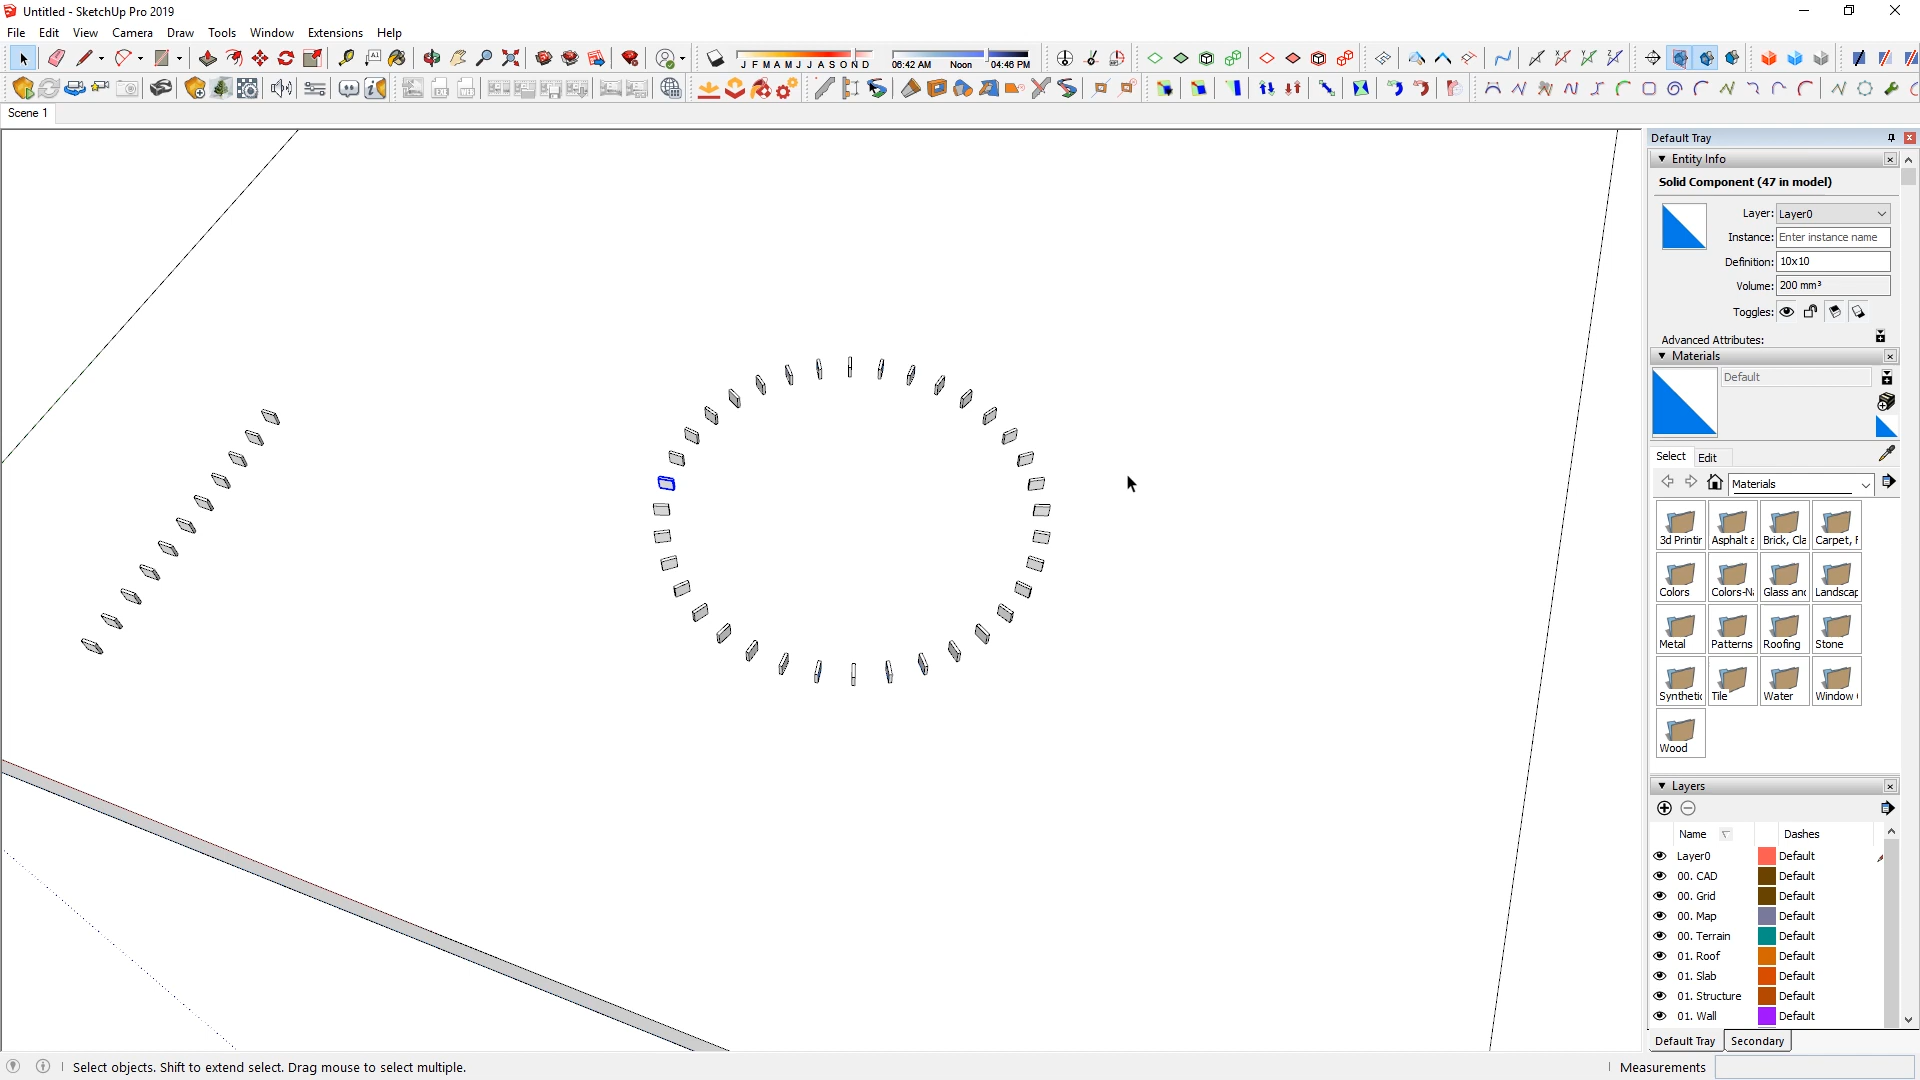 Untitled - SketchUp Pro 2019
File Edit View Camera Draw Tools Window Extensions Help
J F M A M J J A S O N D 06:42 AM Noon 04:46 PM
Scene 1
Default Tray
Entity Info
Solid Component (47 in model)
Layer: Layer0
Instance: Enter instance name
Definition: 10x10
Volume: 200 mm³
Toggles:
Advanced Attributes:
Materials
Default
Select Edit
Materials
3d Printir Asphalt a Brick, Cla Carpet, F
Colors Colors-Na Glass and Landscap
Metal Patterns Roofing Stone
Synthetic Tile Water Window
Wood
Layers
Name Dashes
Layer0 Default
00. CAD Default
00. Grid Default
00. Map Default
00. Terrain Default
01. Roof Default
01. Slab Default
01. Structure Default
01. Wall Default
Default Tray Secondary
Select objects. Shift to extend select. Drag mouse to select multiple. Measurements